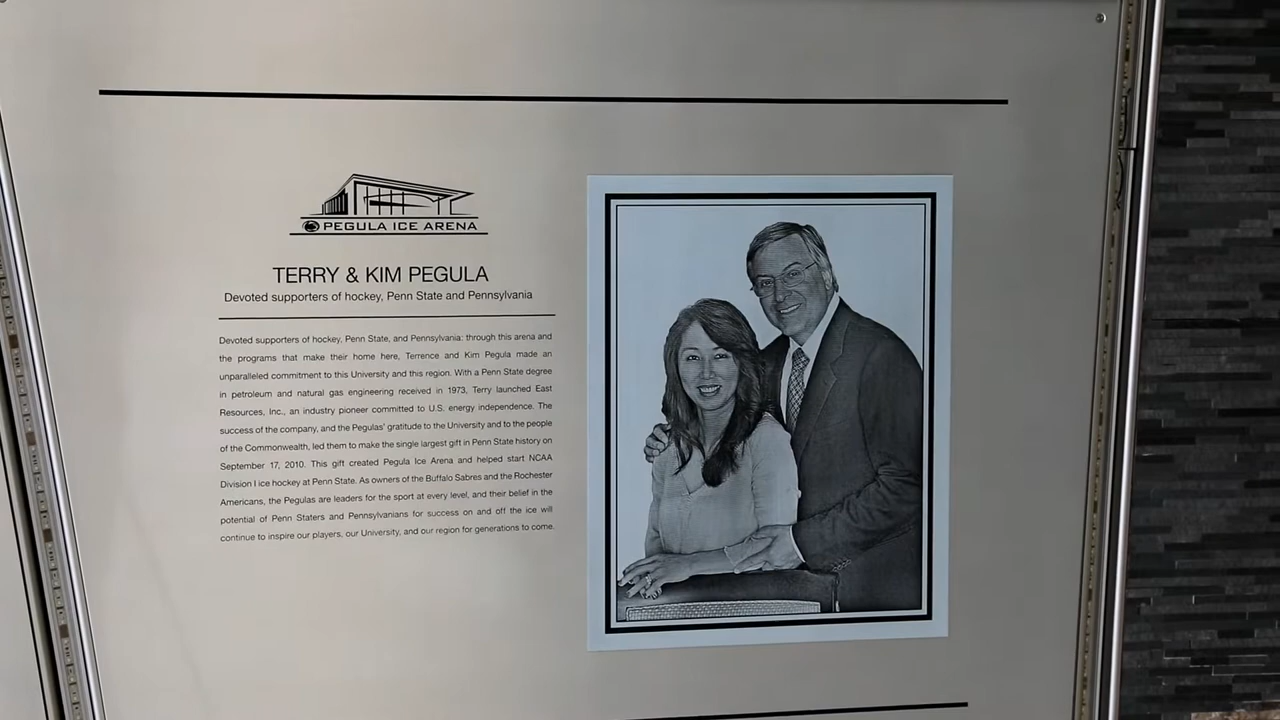 PEGULA ICE ARENA
TERRY & KIM PEGULA
Devoted supporters of hockey, Penn State and Pennsylvania
Devoted supporters of hockey, Penn State, and Pennsylvania: through this arena and
the programs that make their home here, Terrence and Kim Pegula made an
unparalleled commitment to this University and this region. With a Penn State degree
in petroleum and natural gas engineering received in 1973, Terry launched East
Resources, Inc., an industry pioneer committed to U.S. energy independence. The
success of the company, and the Pegulas' gratitude to the University and to the people
of the Commonwealth, led them to make the single largest gift in Penn State history on
September 17, 2010. This gift created Pegula Ice Arena and helped start NCAA
Division I ice hockey at Penn State. As owners of the Buffalo Sabres and the Rochester
Americans, the Pegulas are leaders for the sport at every level, and their belief in the
potential of Penn Staters and Pennsylvanians for success on and off the ice will
continue to inspire our players, our University, and our region for generations to come.